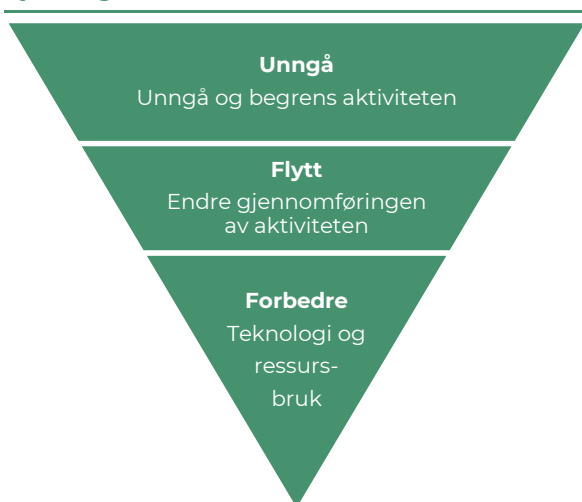 Unngå
Unngå og begrens aktiviteten
Flytt
Endre gjennomføringen
av aktiviteten
Forbedre
Teknologi og
ressurs-
bruk